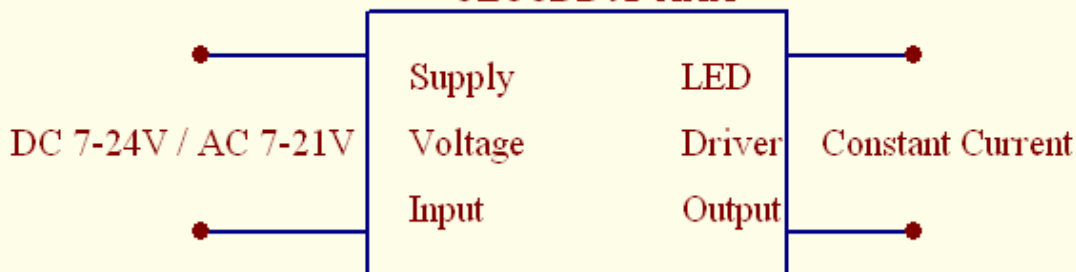 Supply LED
DC 7-24V / AC 7-21V Voltage Driver Constant Current
Input Output